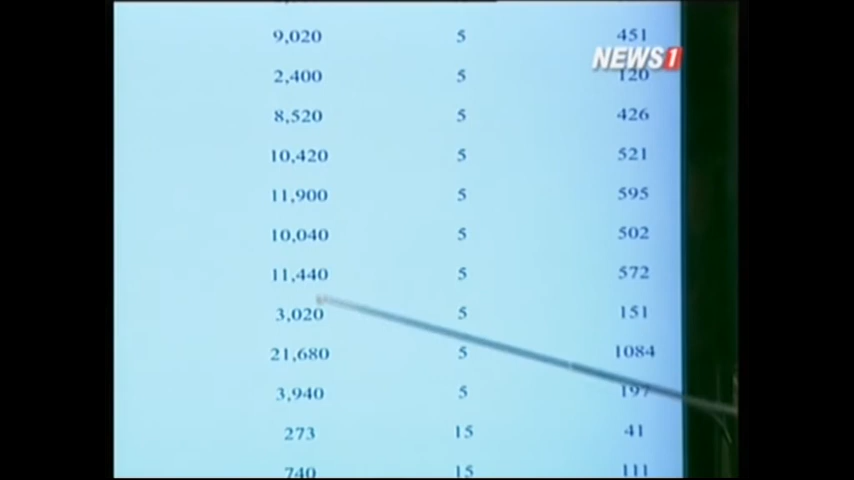 9,020 5 451
NEWS1
2,400 5 120
8,520 5 426
10,420 5 521
11,900 5 595
10,040 5 502
11,440 5 572
3,020 5 151
21,680 5 1084
3,940 5 197
273 15 41
740 15 111